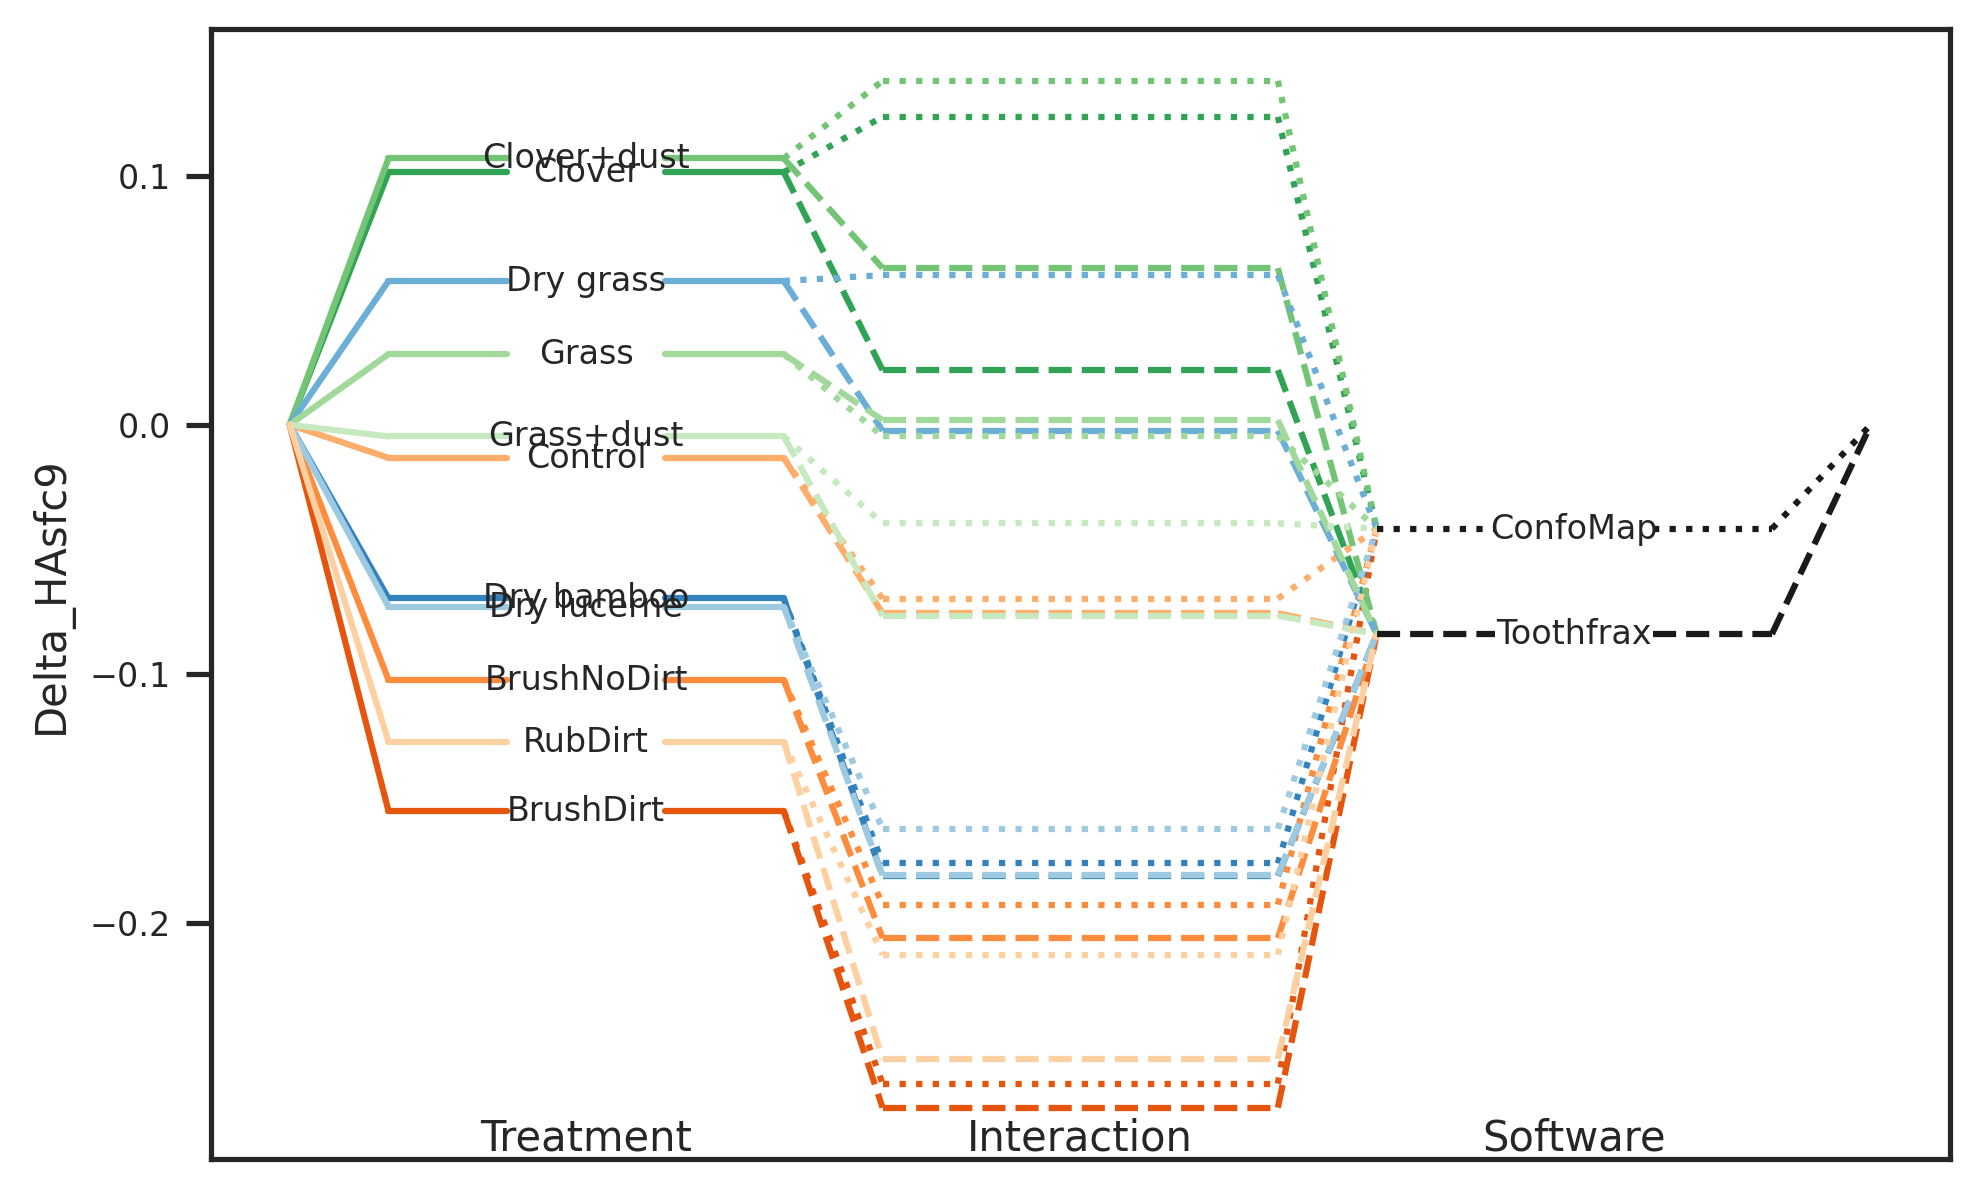 Delta_HAsfc9
0.1
0.0
−0.1
−0.2
Clover+dust
Clover
Dry grass
Grass
Grass+dust
Control
Dry bamboo
Dry lucerne
BrushNoDirt
RubDirt
BrushDirt
ConfoMap
Toothfrax
Treatment
Interaction
Software